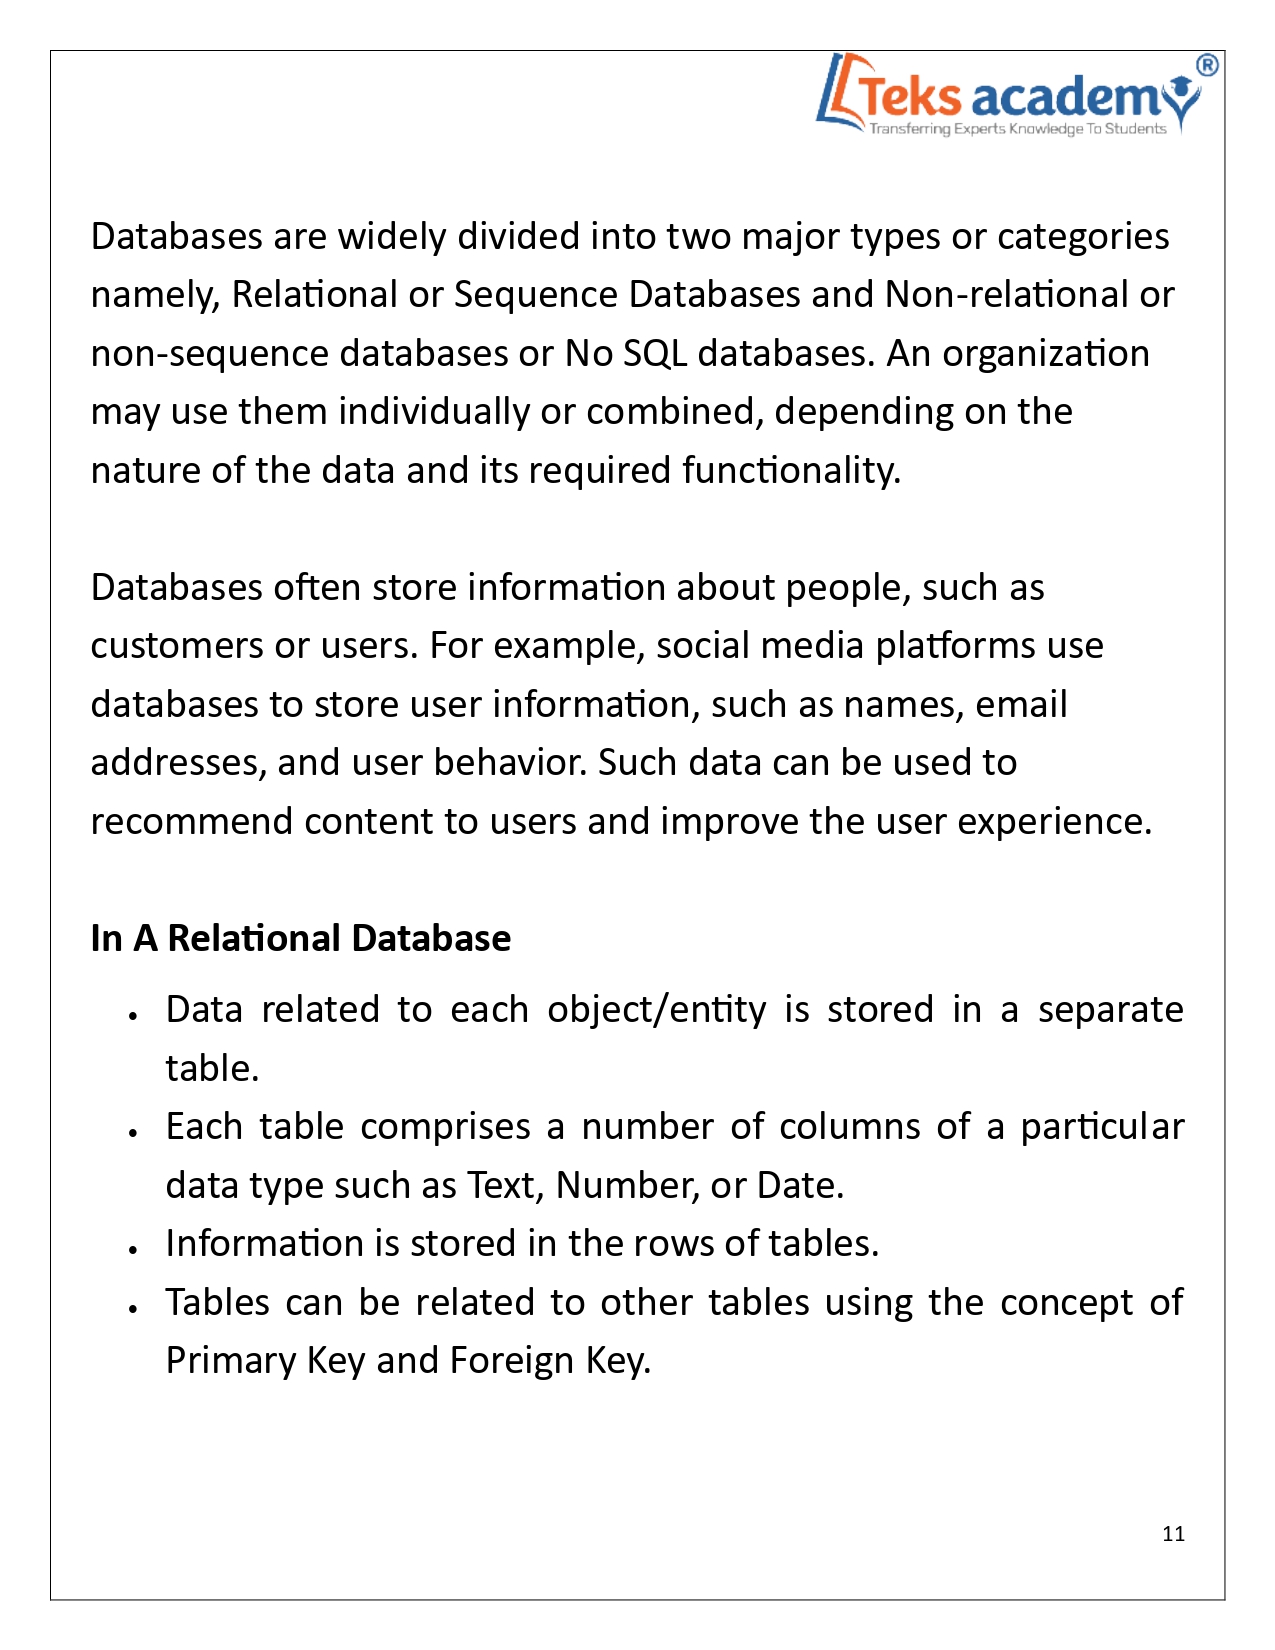 Teks academy®
Transferring Experts Knowledge To Students
Databases are widely divided into two major types or categories
namely, Relational or Sequence Databases and Non-relational or
non-sequence databases or No SQL databases. An organization
may use them individually or combined, depending on the
nature of the data and its required functionality.
Databases often store information about people, such as
customers or users. For example, social media platforms use
databases to store user information, such as names, email
addresses, and user behavior. Such data can be used to
recommend content to users and improve the user experience.
In A Relational Database
• Data related to each object/entity is stored in a separate
table.
• Each table comprises a number of columns of a particular
data type such as Text, Number, or Date.
• Information is stored in the rows of tables.
• Tables can be related to other tables using the concept of
Primary Key and Foreign Key.
11